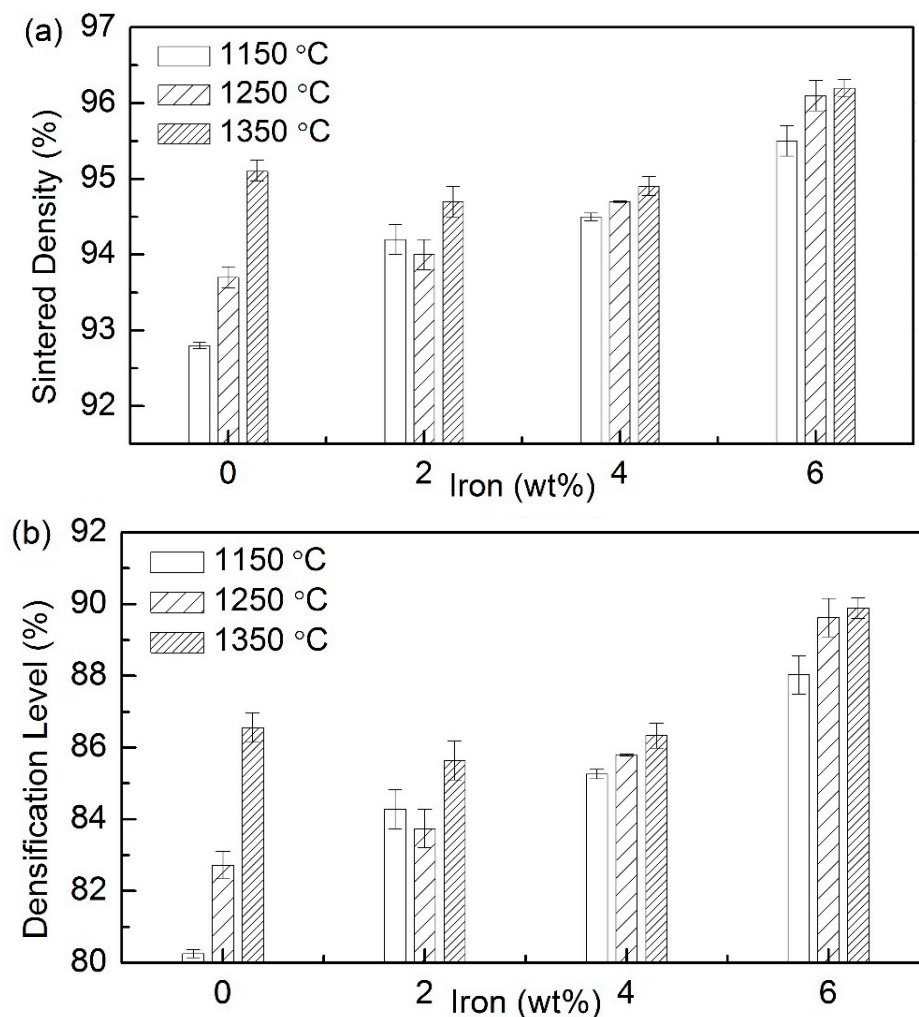 (a)
97
96
95
94
93
92
Sintered Density (%)
1150 °C
1250 °C
1350 °C
0 2 4 6
Iron (wt%)
(b)
92
90
88
86
84
82
80
Densification Level (%)
1150 °C
1250 °C
1350 °C
0 2 4 6
Iron (wt%)